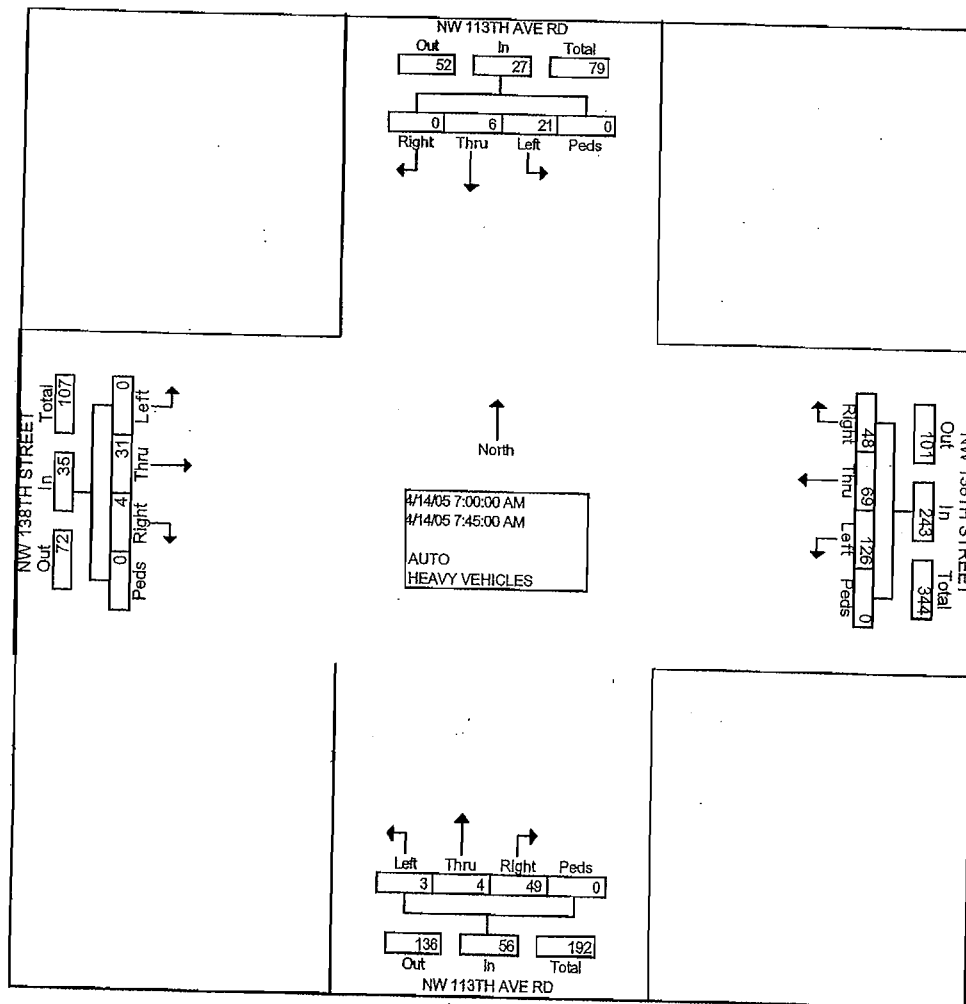 NW 113TH AVE RD
Out In Total
52 27 79
0 6 21 0
Right Thru Left Peds
NW 138TH STREET
Total In Out
107 35 72
0 31 4 0
Left Thru Right Peds
North
4/14/05 7:00:00 AM
4/14/05 7:45:00 AM
AUTO
HEAVY VEHICLES
NW 138TH STREET
Out In Total
101 243 344
48 69 126 0
Right Thru Left Peds
Left Thru Right Peds
3 4 49 0
136 56 192
Out In Total
NW 113TH AVE RD